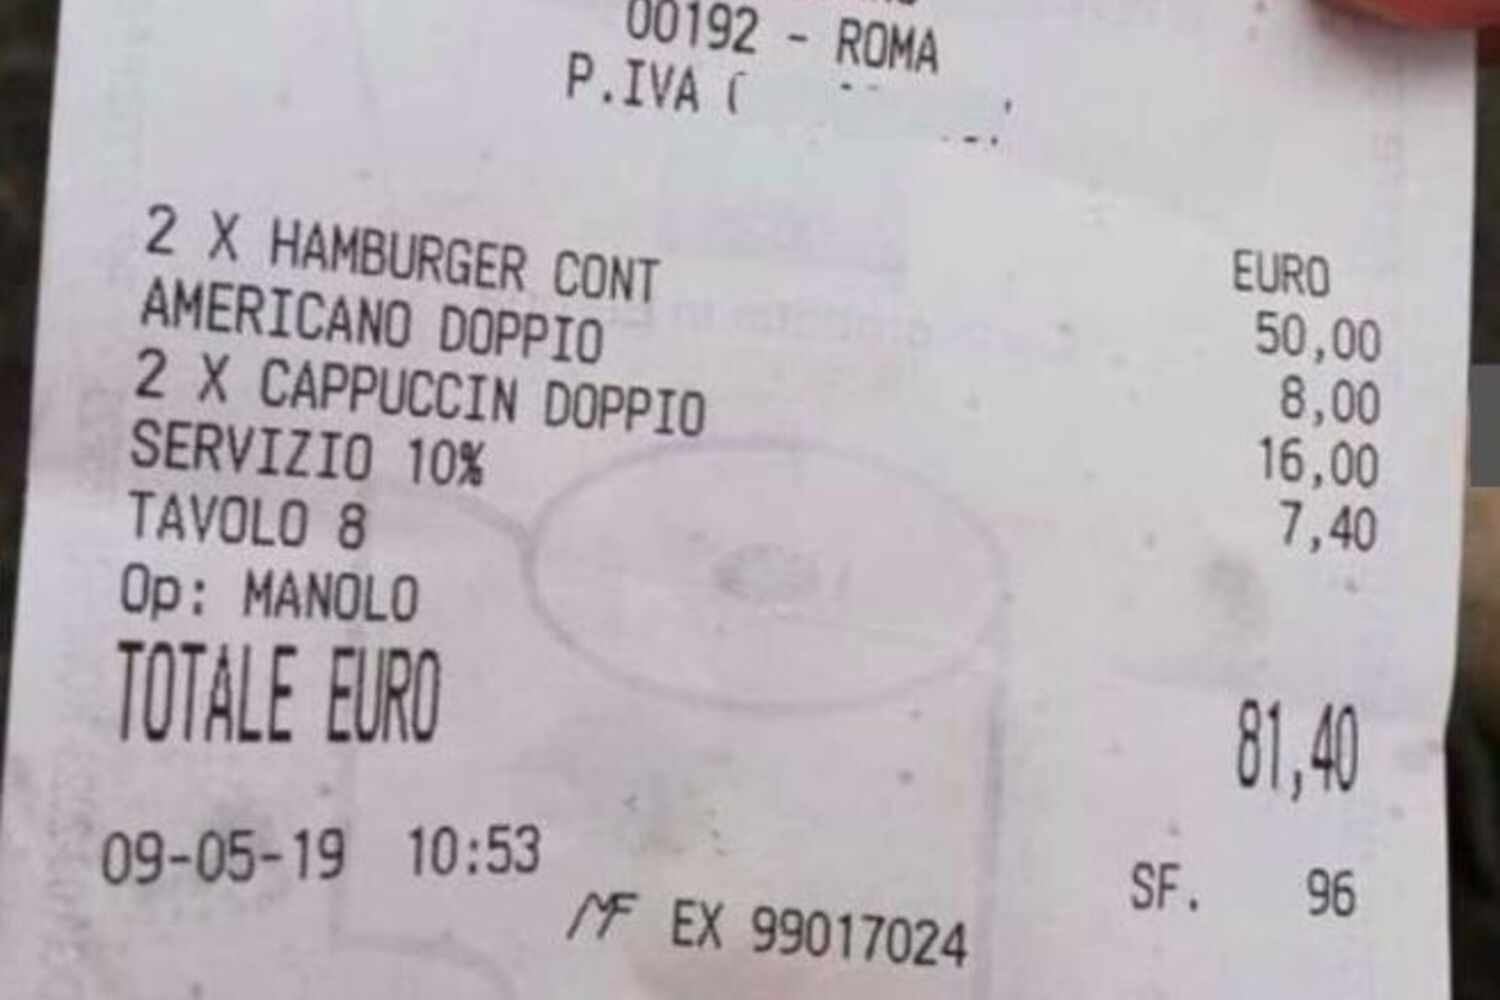 00192 - ROMA
P.IVA
EURO
2 X HAMBURGER CONT 50,00
AMERICANO DOPPIO 8,00
2 X CAPPUCCIN DOPPIO 16,00
SERVIZIO 10% 7,40
TAVOLO 8
Op: MANOLO
TOTALE EURO 81,40
09-05-19 10:53 SF. 96
MF EX 99017024